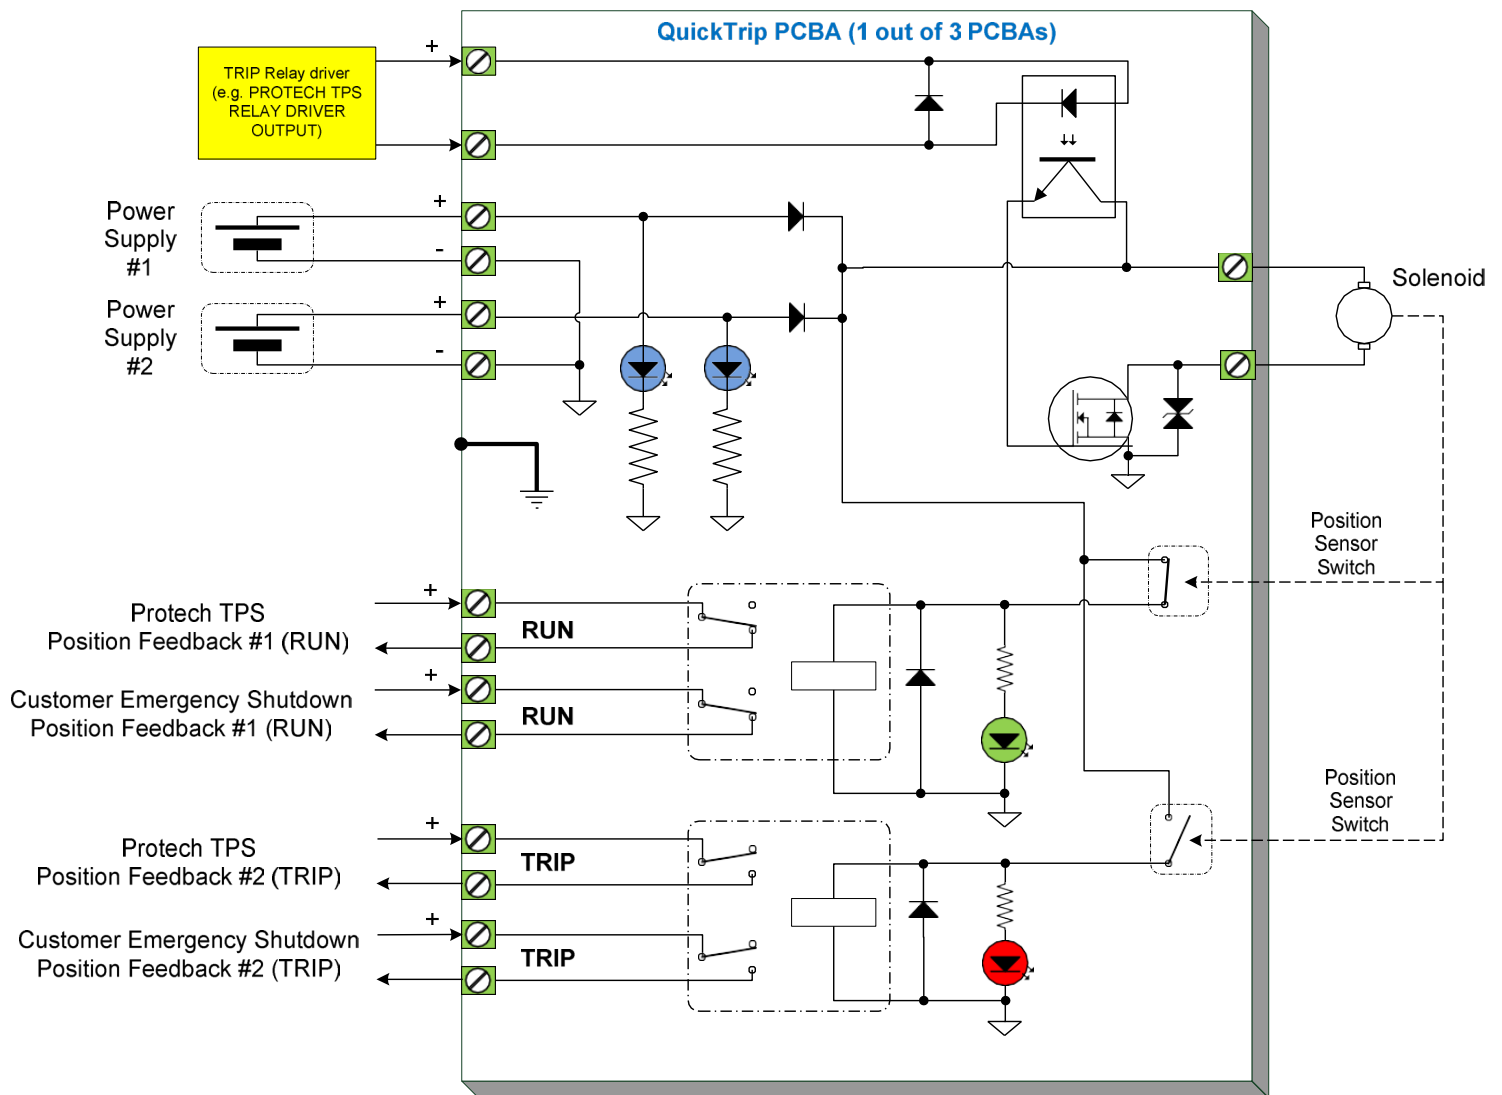 QuickTrip PCBA (1 out of 3 PCBAs)
+
TRIP Relay driver
(e.g. PROTECH TPS
RELAY DRIVER
OUTPUT)
Power
Supply
#1
+
-
Power
Supply
#2
+
-
Solenoid
Position
Sensor
Switch
Protech TPS
Position Feedback #1 (RUN)
+
RUN
Customer Emergency Shutdown
Position Feedback #1 (RUN)
+
RUN
Position
Sensor
Switch
Protech TPS
Position Feedback #2 (TRIP)
+
TRIP
Customer Emergency Shutdown
Position Feedback #2 (TRIP)
+
TRIP